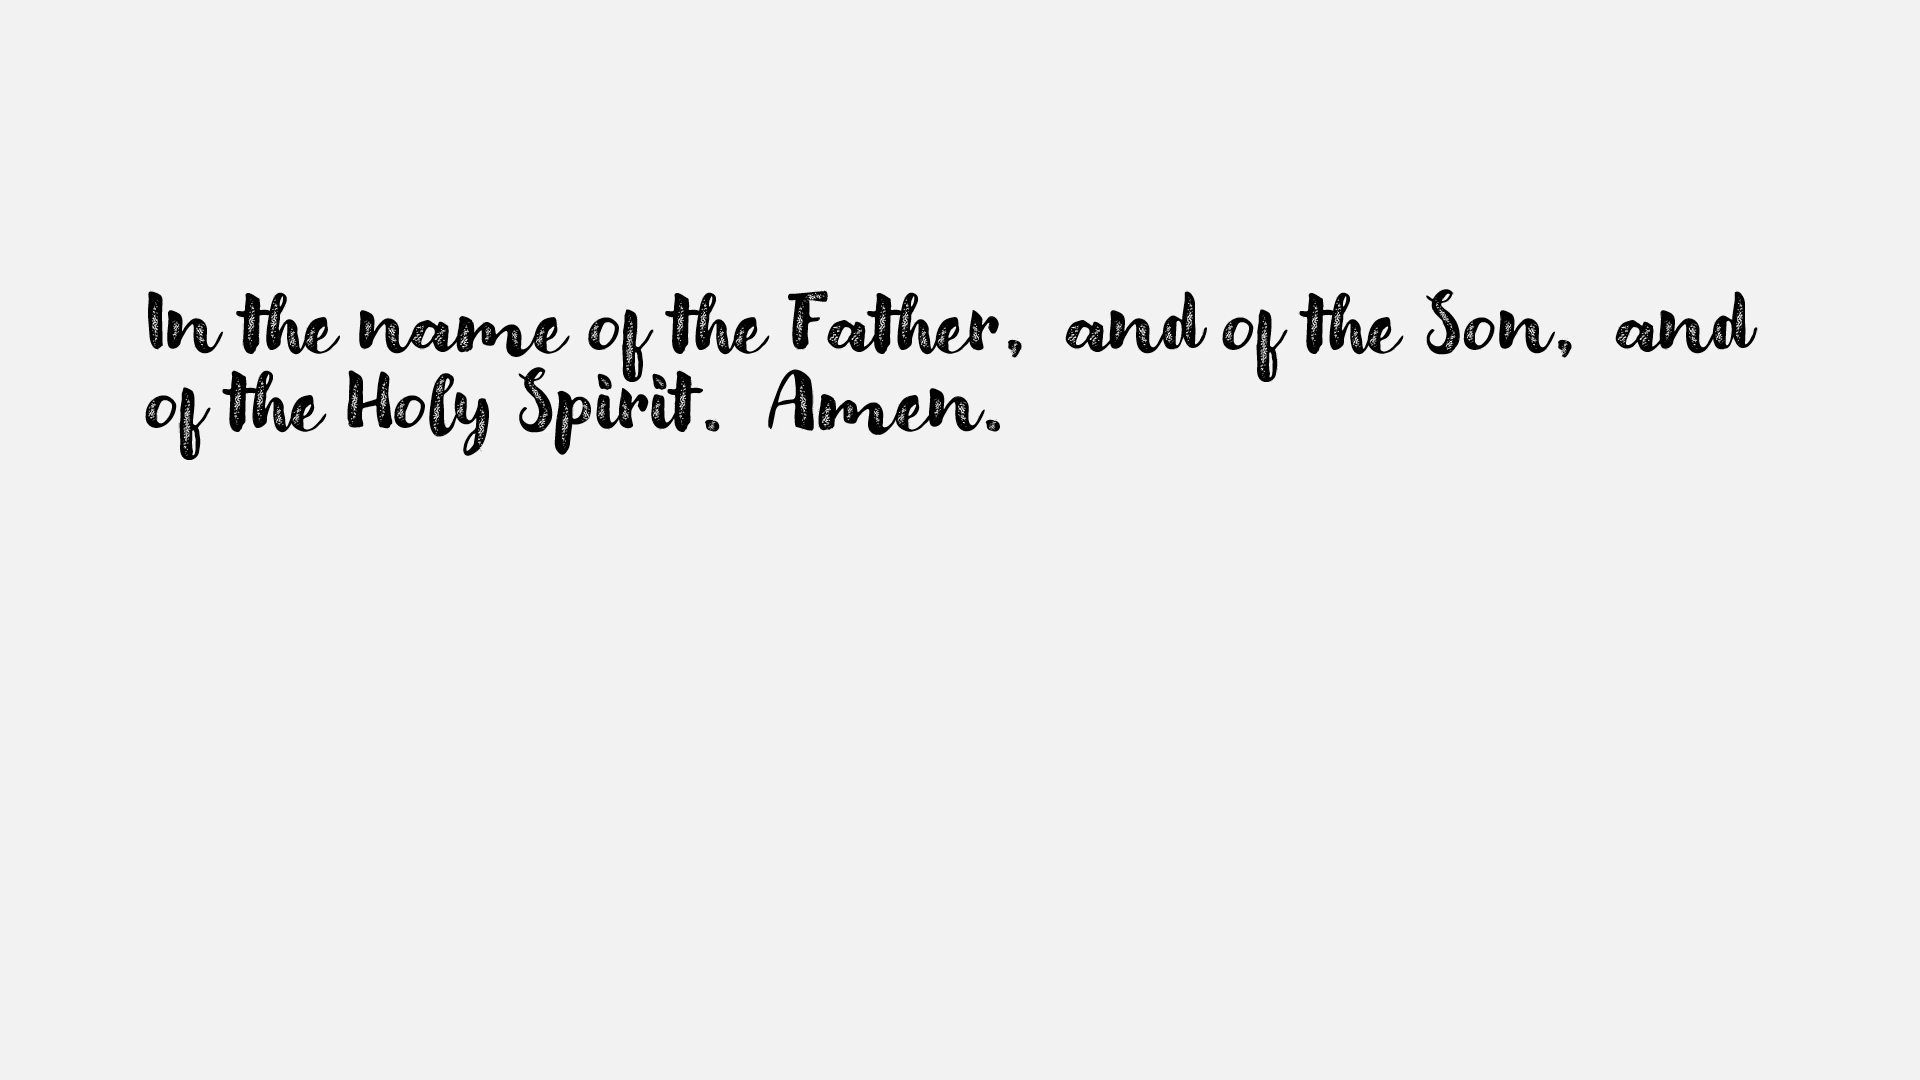 In the name of the Father, and of the Son, and
of the Holy Spirit. Amen.